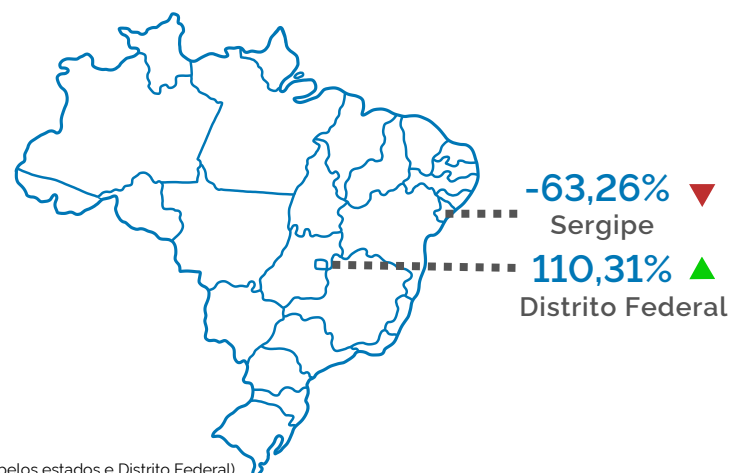 -63,26%
Sergipe
110,31%
Distrito Federal
pelos estados e Distrito Federal)